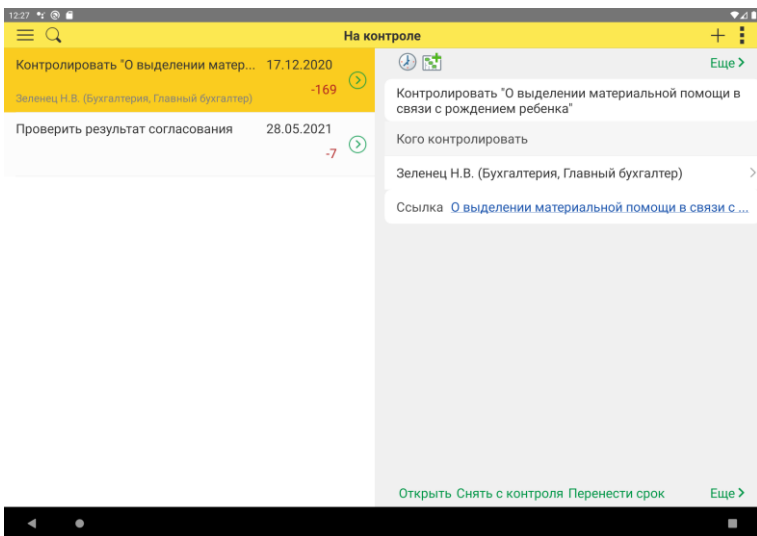 12:27
На контроле
Контролировать "О выделении матер... 17.12.2020
-169
Зеленец Н.В. (Бухгалтерия, Главный бухгалтер)
Проверить результат согласования 28.05.2021
-7
Еще
Контролировать "О выделении материальной помощи в
связи с рождением ребенка"
Кого контролировать
Зеленец Н.В. (Бухгалтерия, Главный бухгалтер)
Ссылка О выделении материальной помощи в связи с ...
Открыть Снять с контроля Перенести срок Еще